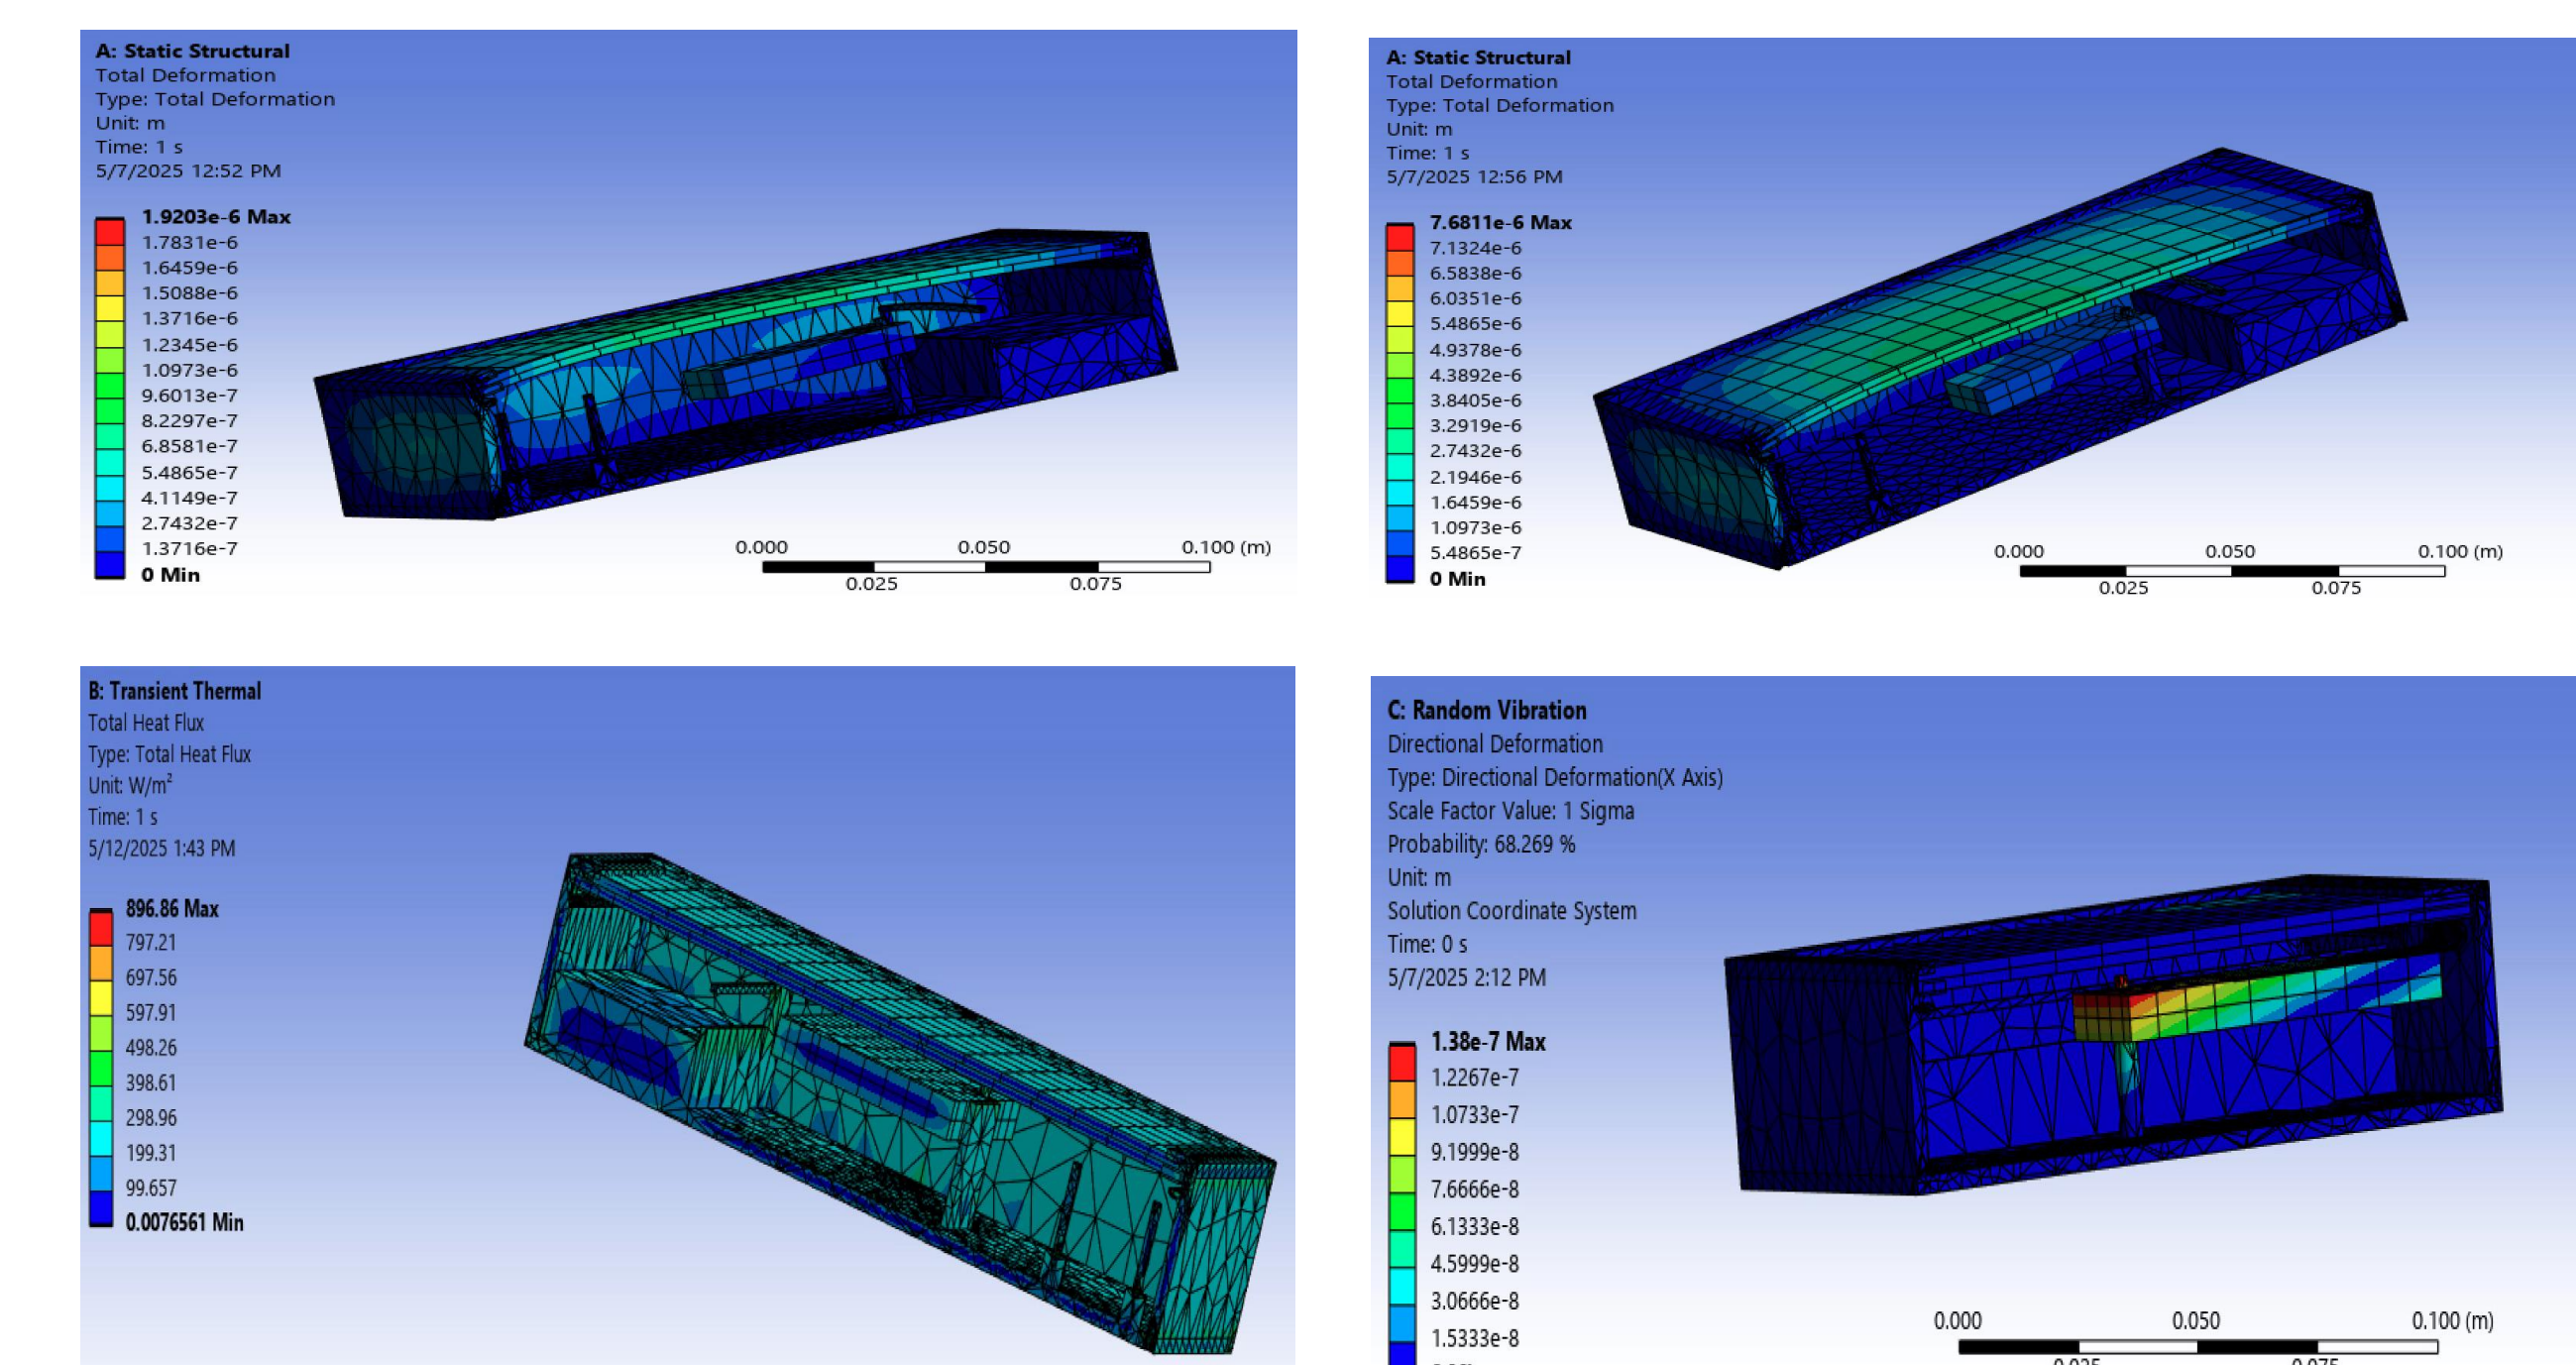 A: Static Structural
Total Deformation
Type: Total Deformation
Unit: m
Time: 1 s
5/7/2025 12:52 PM
1.9203e-6 Max
1.7831e-6
1.6459e-6
1.5088e-6
1.3716e-6
1.2345e-6
1.0973e-6
9.6013e-7
8.2297e-7
6.8581e-7
5.4865e-7
4.1149e-7
2.7432e-7
1.3716e-7
0 Min
0.000 0.050 0.100 (m)
0.025 0.075
A: Static Structural
Total Deformation
Type: Total Deformation
Unit: m
Time: 1 s
5/7/2025 12:56 PM
7.6811e-6 Max
7.1324e-6
6.5838e-6
6.0351e-6
5.4865e-6
4.9378e-6
4.3892e-6
3.8405e-6
3.2919e-6
2.7432e-6
2.1946e-6
1.6459e-6
1.0973e-6
5.4865e-7
0 Min
0.000 0.050 0.100 (m)
0.025 0.075
B: Transient Thermal
Total Heat Flux
Type: Total Heat Flux
Unit: W/m²
Time: 1 s
5/12/2025 1:43 PM
896.86 Max
797.21
697.56
597.91
498.26
398.61
298.96
199.31
99.657
0.0076561 Min
C: Random Vibration
Directional Deformation
Type: Directional Deformation(X Axis)
Scale Factor Value: 1 Sigma
Probability: 68.269 %
Unit: m
Solution Coordinate System
Time: 0 s
5/7/2025 2:12 PM
1.38e-7 Max
1.2267e-7
1.0733e-7
9.1999e-8
7.6666e-8
6.1333e-8
4.5999e-8
3.0666e-8
1.5333e-8
0.000 0.050 0.100 (m)